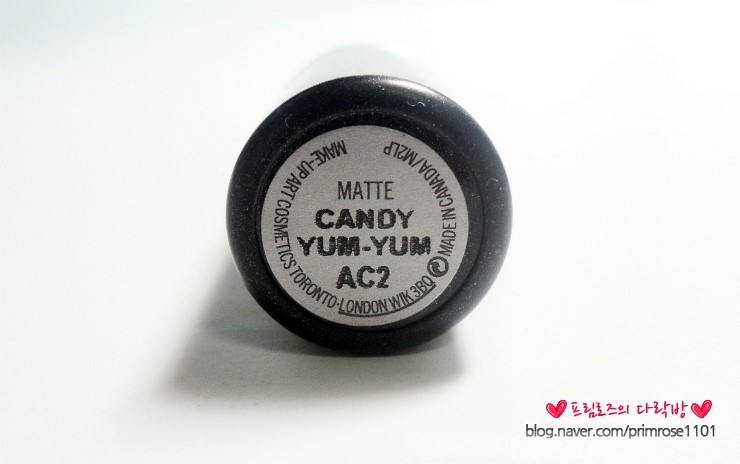 MATTE
CANDY
YUM-YUM
AC2
MAKE-UP ART COSMETICS TORONTO·LONDON W1K 3BQ
MADE IN CANADA/M2LP
프림로즈의 다락방
blog.naver.com/primrose1101